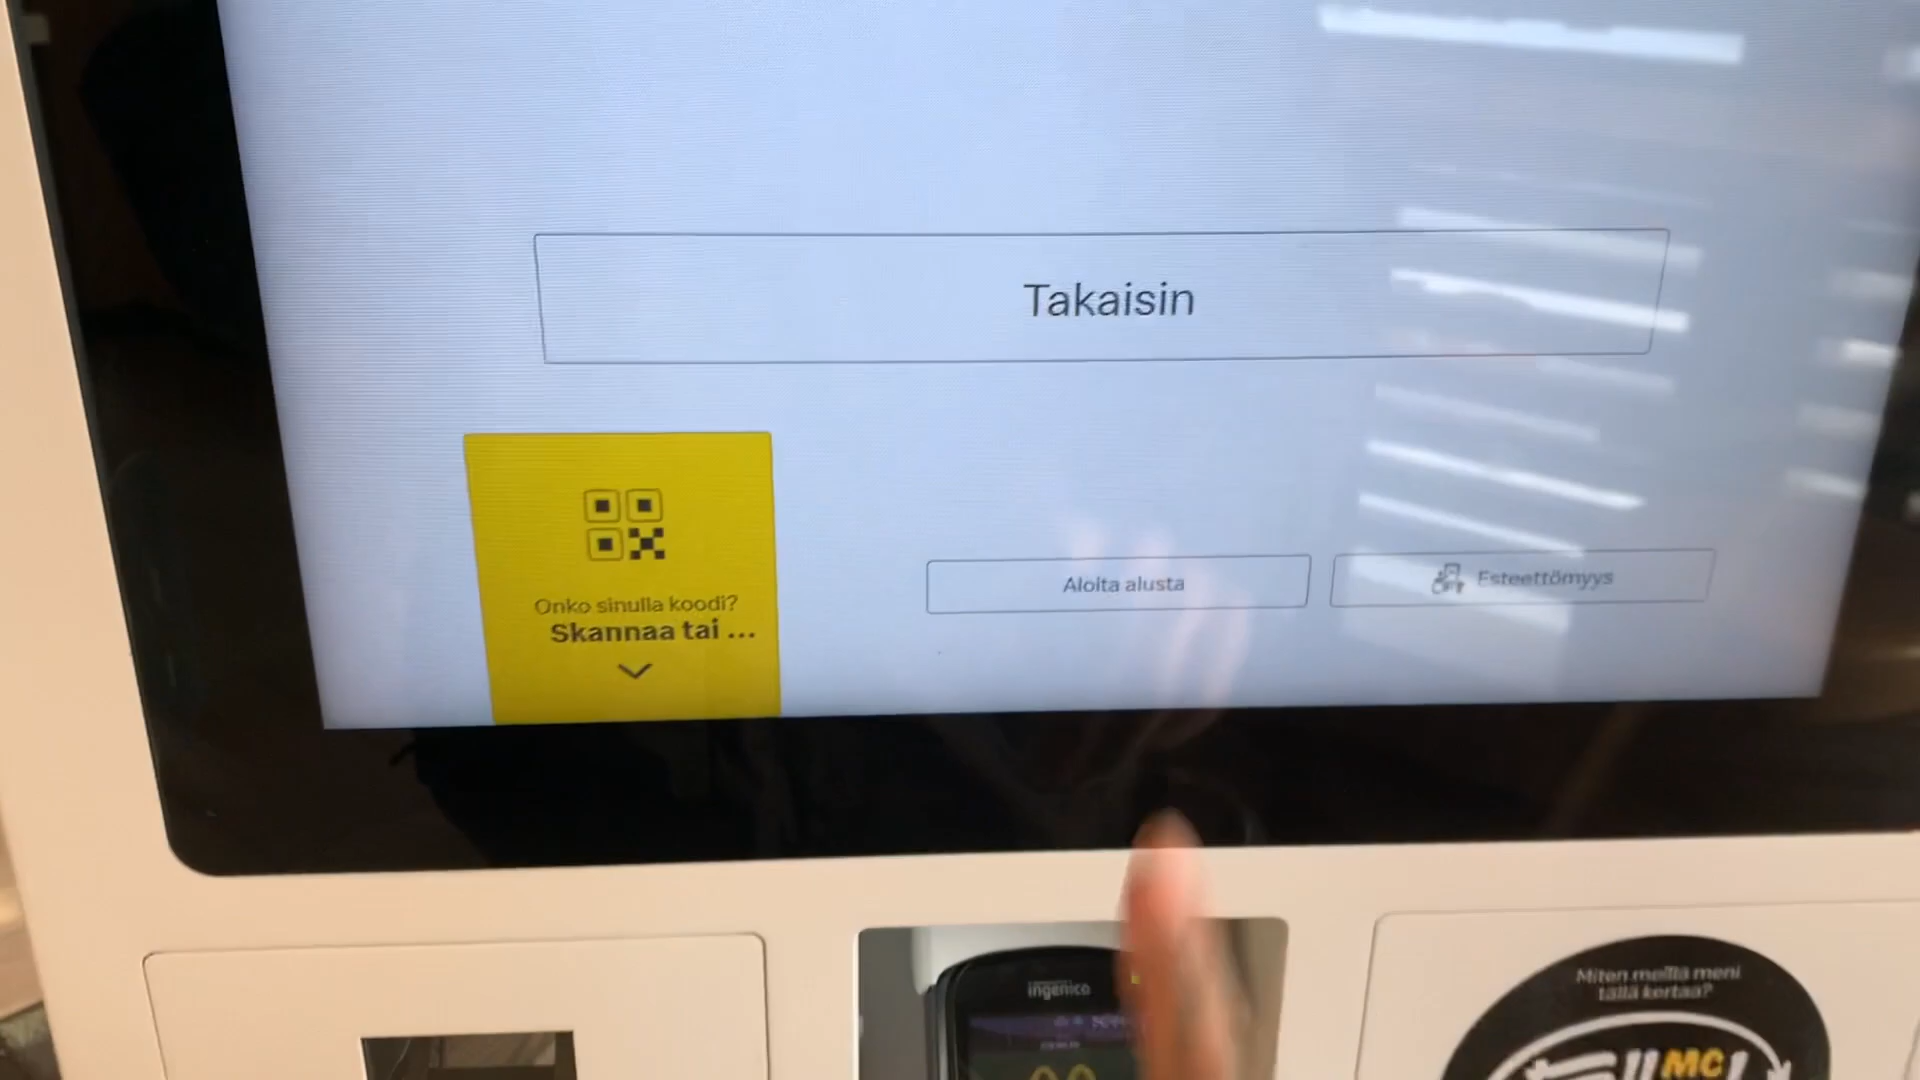 Takaisin
Onko sinulla koodi?
Skannaa tai ...
Aloita alusta
Esteettömyys
ingenico
Miten meillä meni
tällä kertaa?
MC